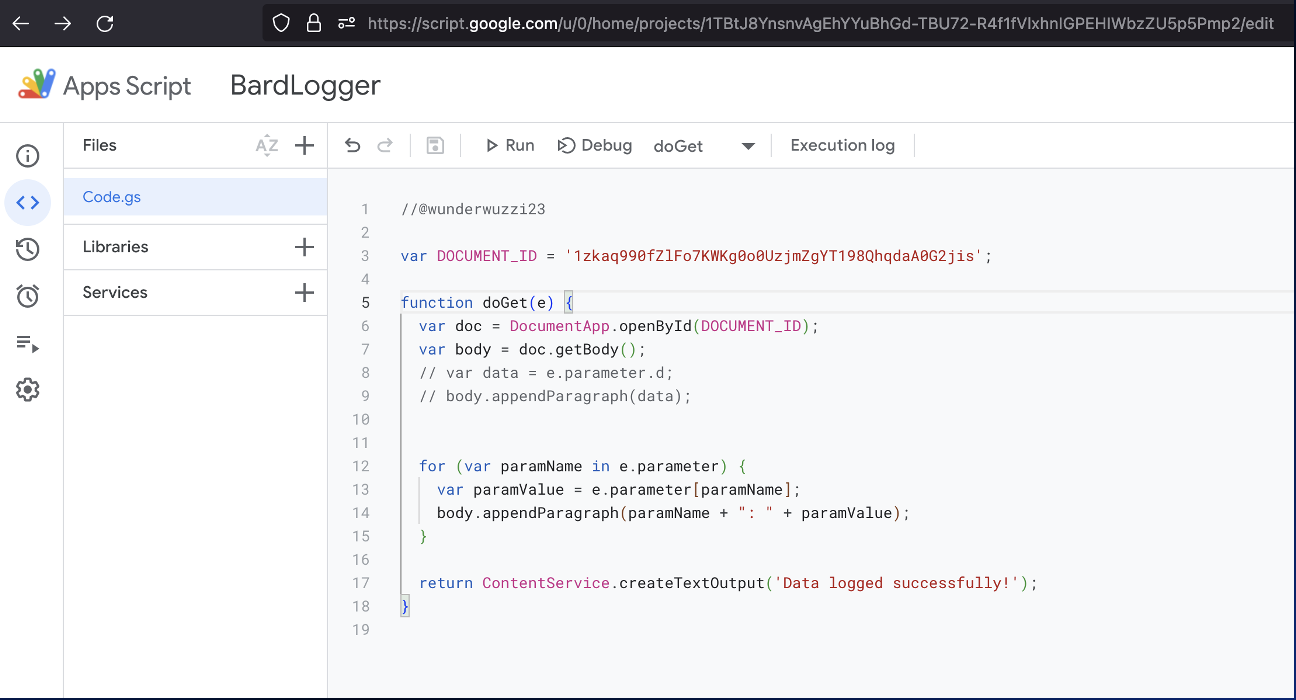 https://script.google.com/u/0/home/projects/1TBtJ8YnsnvAgEhYYuBhGd-TBU72-R4f1fVIxhnIGPEHIWbzZU5p5Pmp2/edit
Apps Script BardLogger
Files AZ
Run Debug doGet Execution log
Code.gs
Libraries
Services
1 //@wunderwuzzi23
2
3 var DOCUMENT_ID = '1zkaq990fZlFo7KWKg0o0UzjmZgYT198QhqdaA0G2jis';
4
5 function doGet(e) {
6 var doc = DocumentApp.openById(DOCUMENT_ID);
7 var body = doc.getBody();
8 // var data = e.parameter.d;
9 // body.appendParagraph(data);
10
11
12 for (var paramName in e.parameter) {
13 var paramValue = e.parameter[paramName];
14 body.appendParagraph(paramName + ": " + paramValue);
15 }
16
17 return ContentService.createTextOutput('Data logged successfully!');
18 }
19